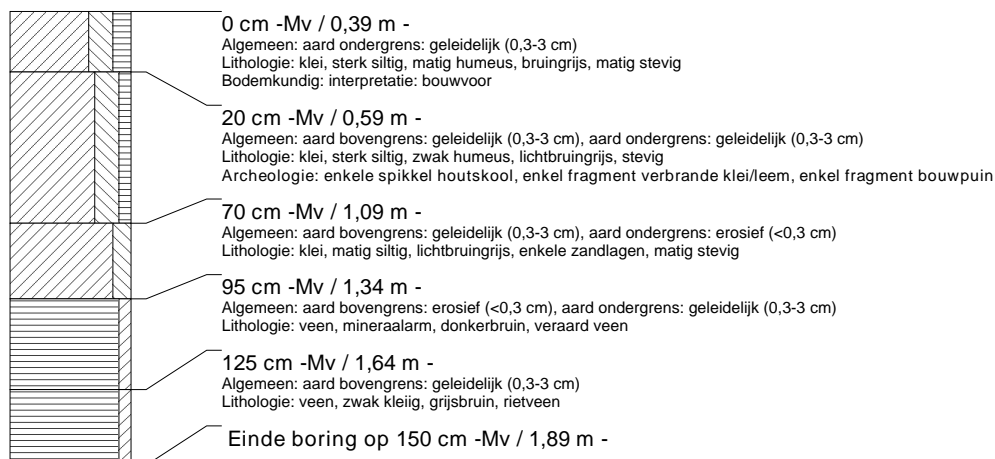 0 cm -Mv / 0,39 m -
Algemeen: aard ondergrens: geleidelijk (0,3-3 cm)
Lithologie: klei, sterk siltig, matig humeus, bruingrijs, matig stevig
Bodemkundig: interpretatie: bouwvoor
20 cm -Mv / 0,59 m -
Algemeen: aard bovengrens: geleidelijk (0,3-3 cm), aard ondergrens: geleidelijk (0,3-3 cm)
Lithologie: klei, sterk siltig, zwak humeus, lichtbruingrijs, stevig
Archeologie: enkele spikkel houtskool, enkel fragment verbrande klei/leem, enkel fragment bouwpuin
70 cm -Mv / 1,09 m -
Algemeen: aard bovengrens: geleidelijk (0,3-3 cm), aard ondergrens: erosief (<0,3 cm)
Lithologie: klei, matig siltig, lichtbruingrijs, enkele zandlagen, matig stevig
95 cm -Mv / 1,34 m -
Algemeen: aard bovengrens: erosief (<0,3 cm), aard ondergrens: geleidelijk (0,3-3 cm)
Lithologie: veen, mineraalarm, donkerbruin, veraard veen
125 cm -Mv / 1,64 m -
Algemeen: aard bovengrens: geleidelijk (0,3-3 cm)
Lithologie: veen, zwak kleiig, grijsbruin, rietveen
Einde boring op 150 cm -Mv / 1,89 m -